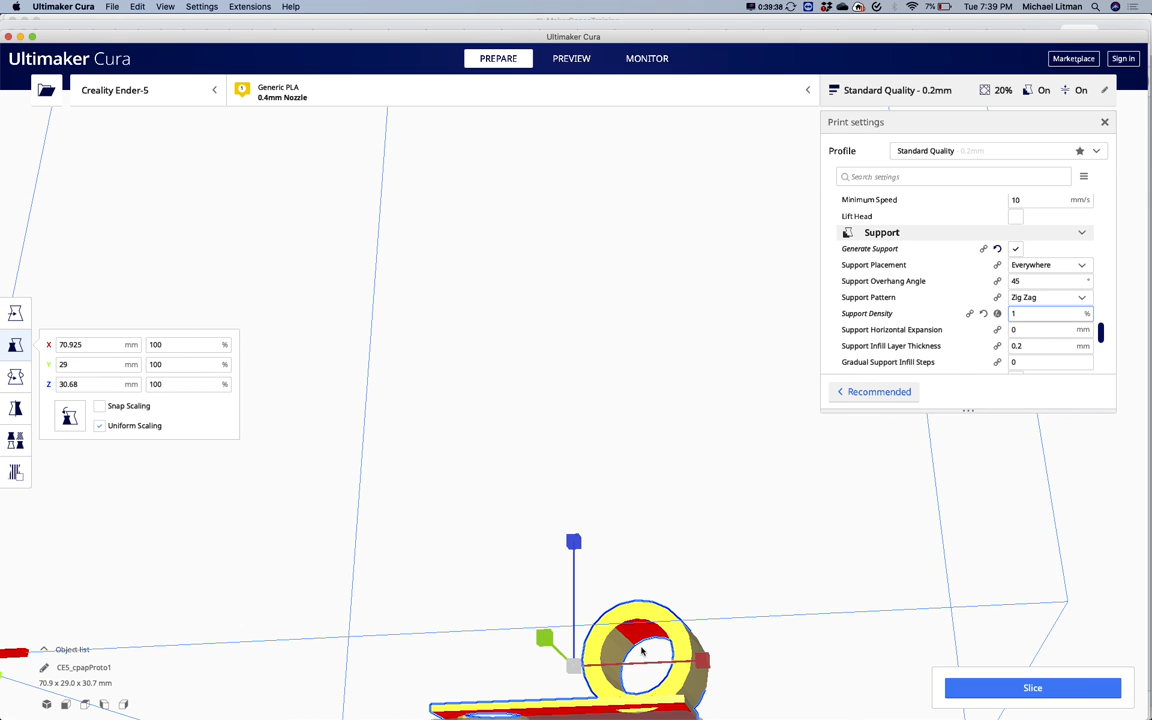 Ultimaker Cura File Edit View Settings Extensions Help 0:39:38 7% Tue 7:39 PM Michael Litman
Ultimaker Cura
Ultimaker Cura PREPARE PREVIEW MONITOR Marketplace Sign in
Creality Ender-5
Generic PLA
0.4mm Nozzle
Standard Quality - 0.2mm 20% On On
Print settings
Profile Standard Quality - 0.2mm
Search settings
Minimum Speed 10 mm/s
Lift Head
Support
Generate Support
Support Placement Everywhere
Support Overhang Angle 45 °
Support Pattern Zig Zag
Support Density 1 %
Support Horizontal Expansion 0 mm
Support Infill Layer Thickness 0.2 mm
Gradual Support Infill Steps 0
Recommended
X 70.925 mm 100 %
Y 29 mm 100 %
Z 30.68 mm 100 %
Snap Scaling
Uniform Scaling
Object list
CE5_cpapProto1
70.9 x 29.0 x 30.7 mm
Slice